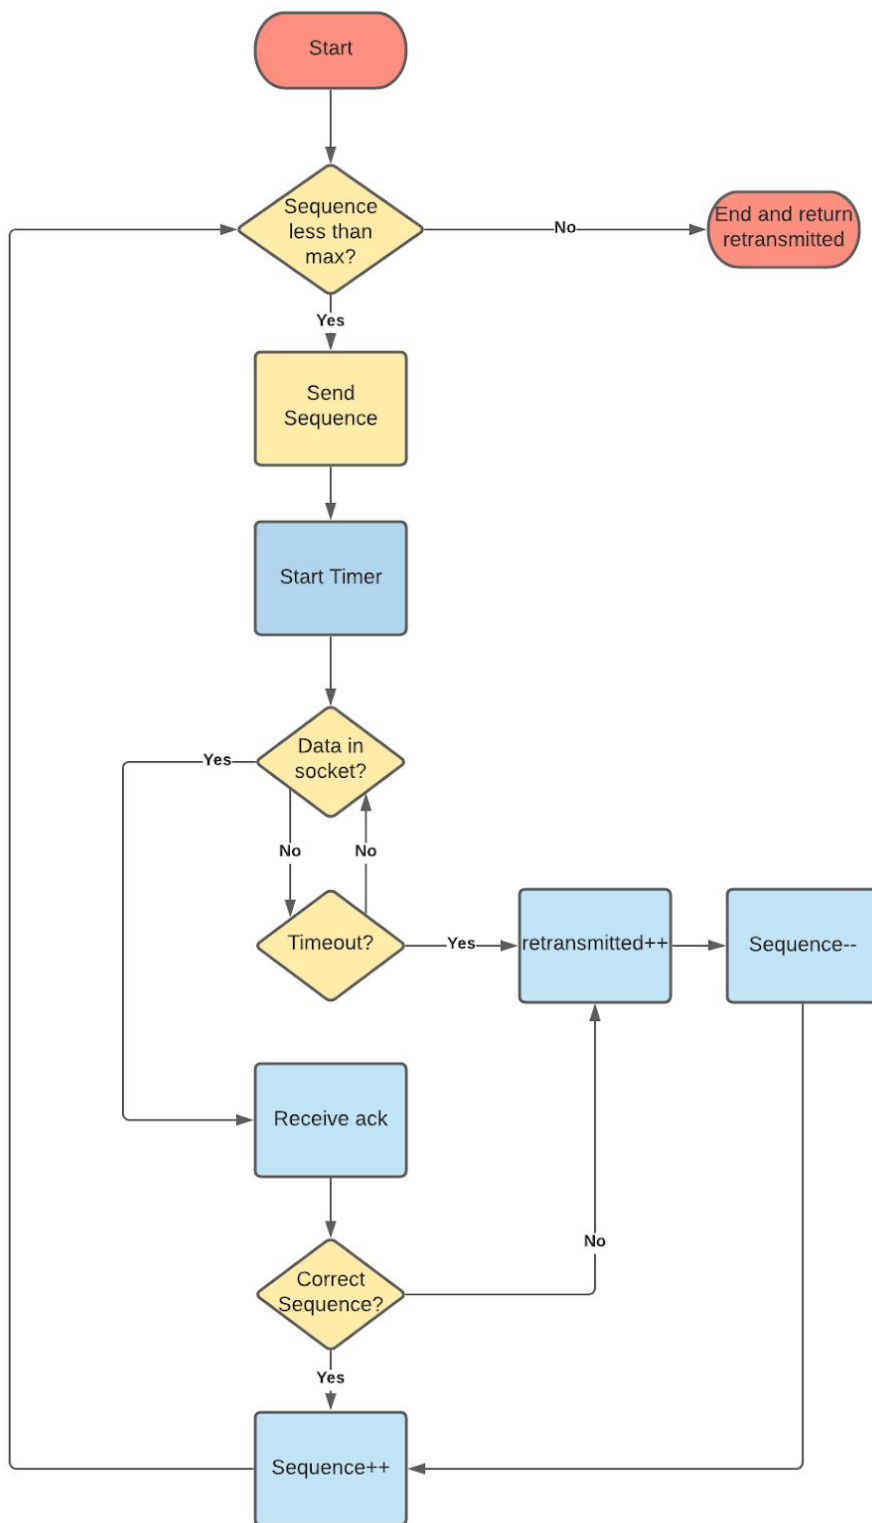 Start
Sequence
less than
max?
No
End and return
retransmitted
Yes
Send
Sequence
Start Timer
Data in
socket?
Yes
No
No
Timeout?
Yes
retransmitted++
Sequence--
Receive ack
No
Correct
Sequence?
Yes
Sequence++